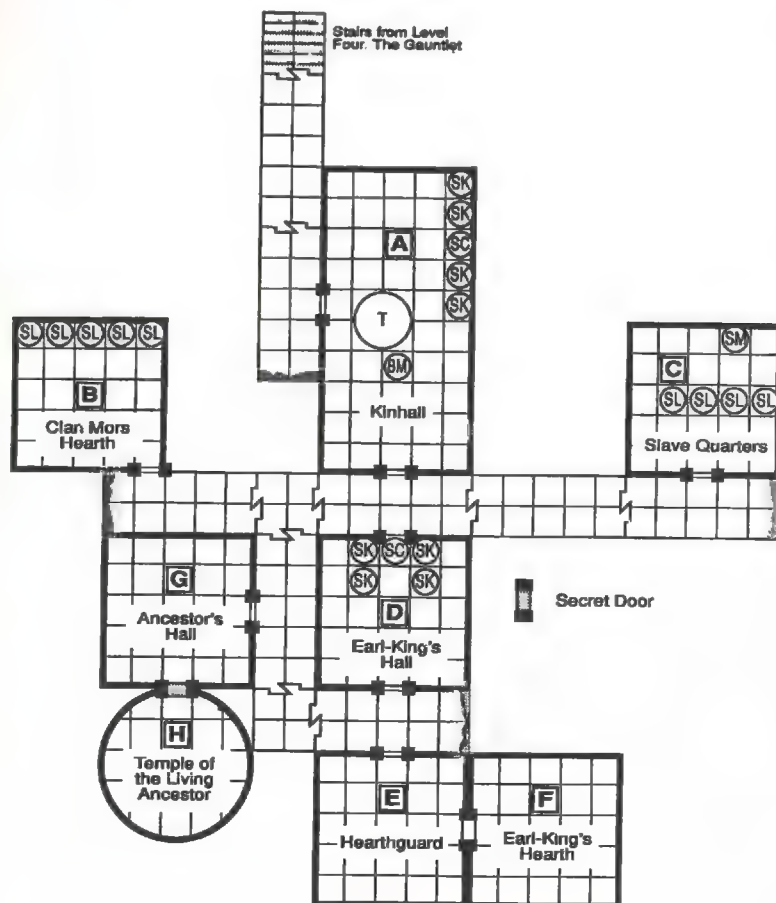 Stairs from Level
Four. The Gauntlet
SK
SK
A
SC
SK
SK
T
BM
Kinhall
SL SL SL SL SL
B
Clan Mors
Hearth
SM
C
SL SL SL SL
Slave Quarters
SK SC SK
SK SK
D
Earl-King's
Hall
G
Ancestor's
Hall
Secret Door
H
Temple of
the Living
Ancestor
E
Hearthguard
F
Earl-King's
Hearth